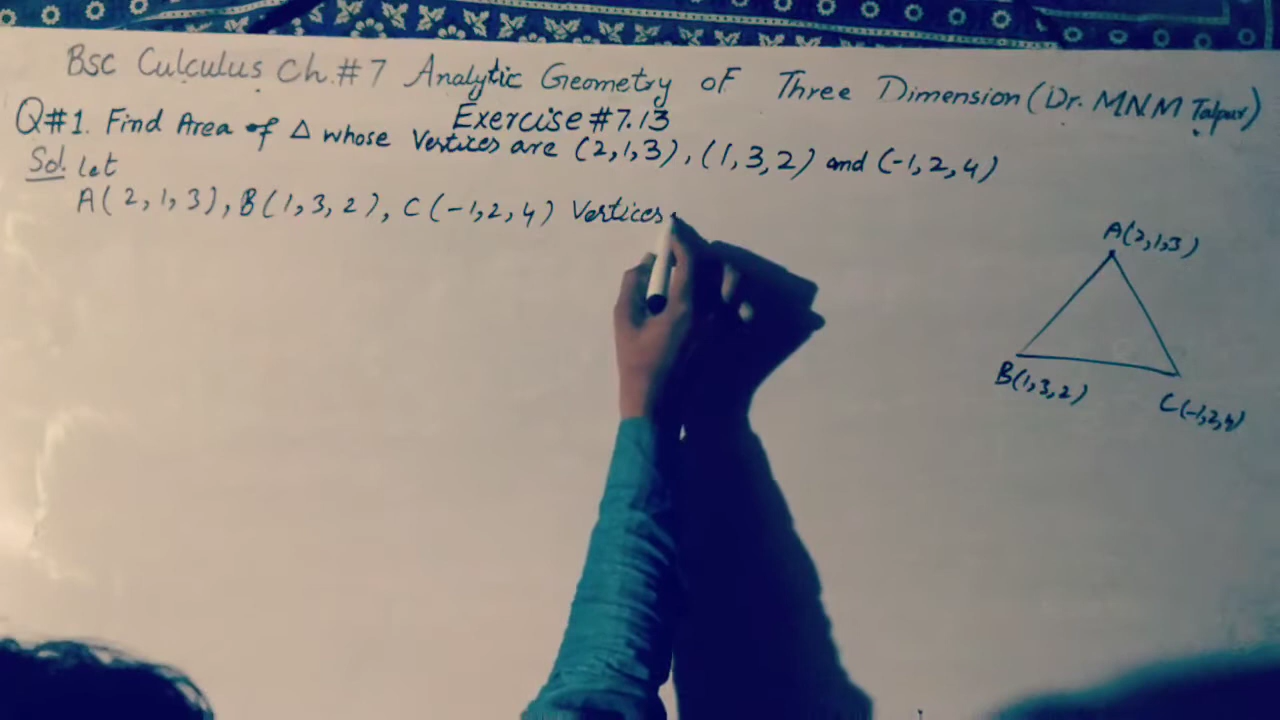 Bsc Culculus Ch.#7 Analytic Geometry of Three Dimension (Dr. M.N.M Talpur)
Exercise #7.13
Q#1. Find Area of Δ whose Vertices are (2,1,3), (1,3,2) and (-1,2,4)
Sol. let
A(2,1,3), B(1,3,2), C(-1,2,4) Vertices
A(2,1,3)
B(1,3,2)
C(-1,2,4)